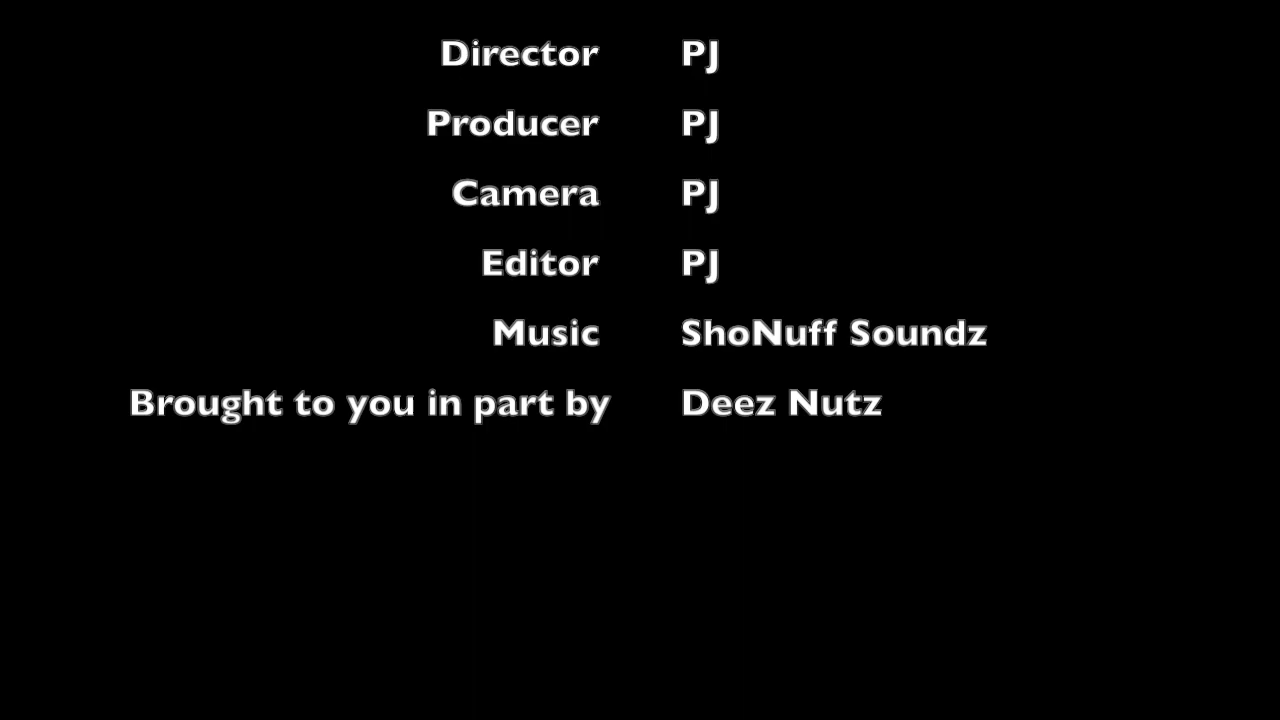 Director PJ
Producer PJ
Camera PJ
Editor PJ
Music ShoNuff Soundz
Brought to you in part by Deez Nutz